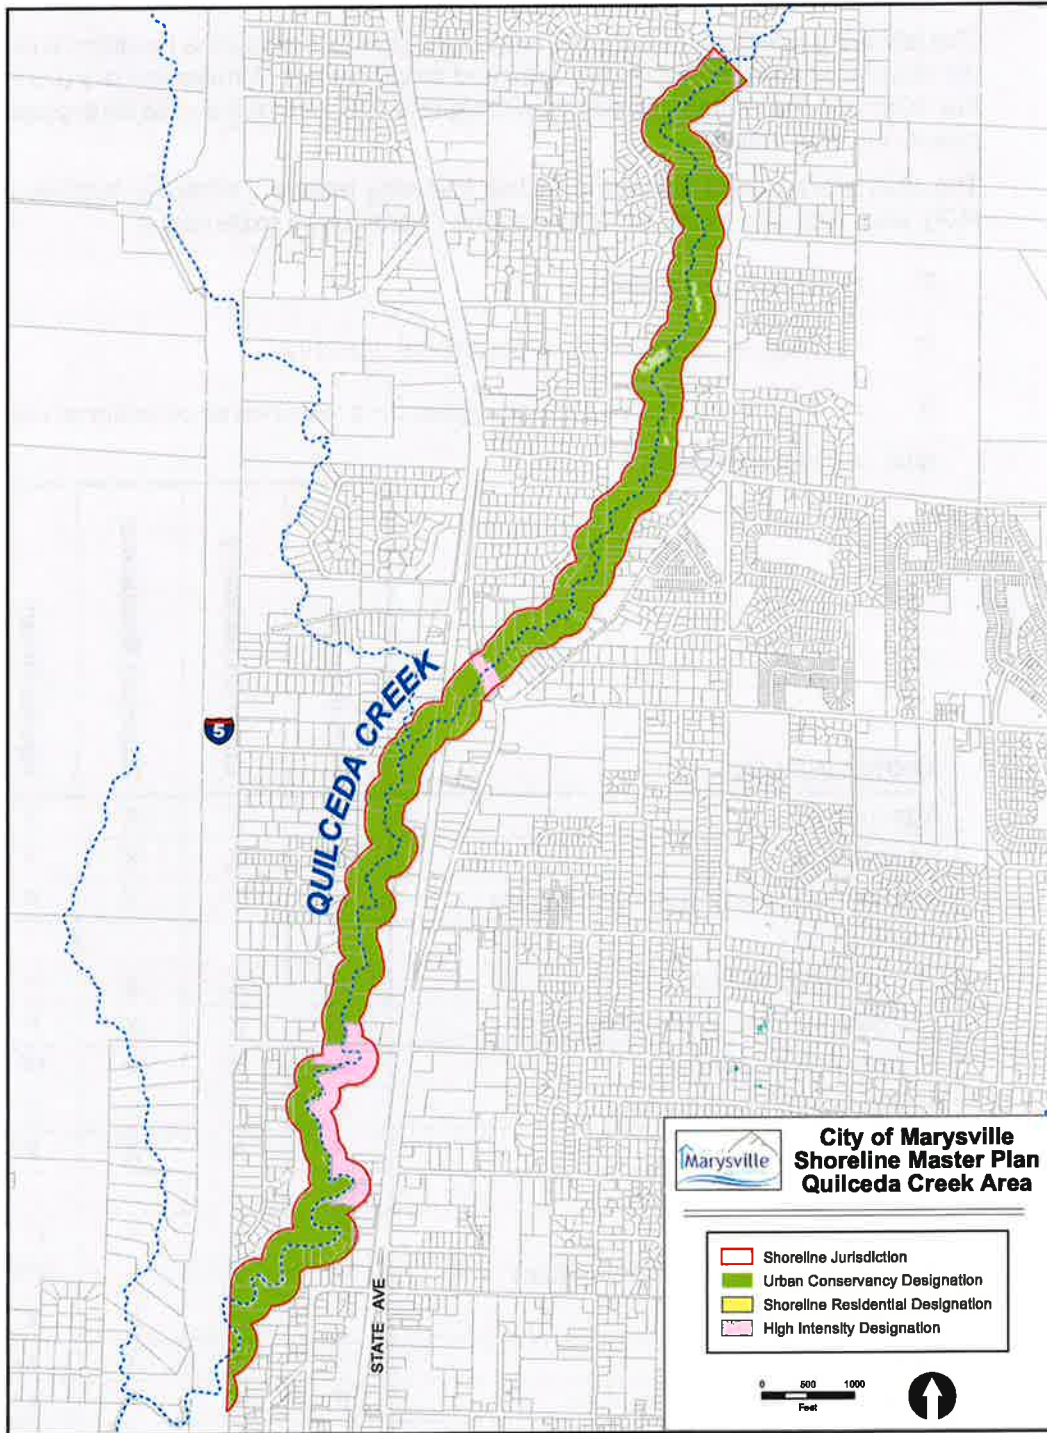 QUILCEDA CREEK
5
STATE AVE
Marysville
City of Marysville
Shoreline Master Plan
Quilceda Creek Area
Shoreline Jurisdiction
Urban Conservancy Designation
Shoreline Residential Designation
High Intensity Designation
0 500 1000
Feet